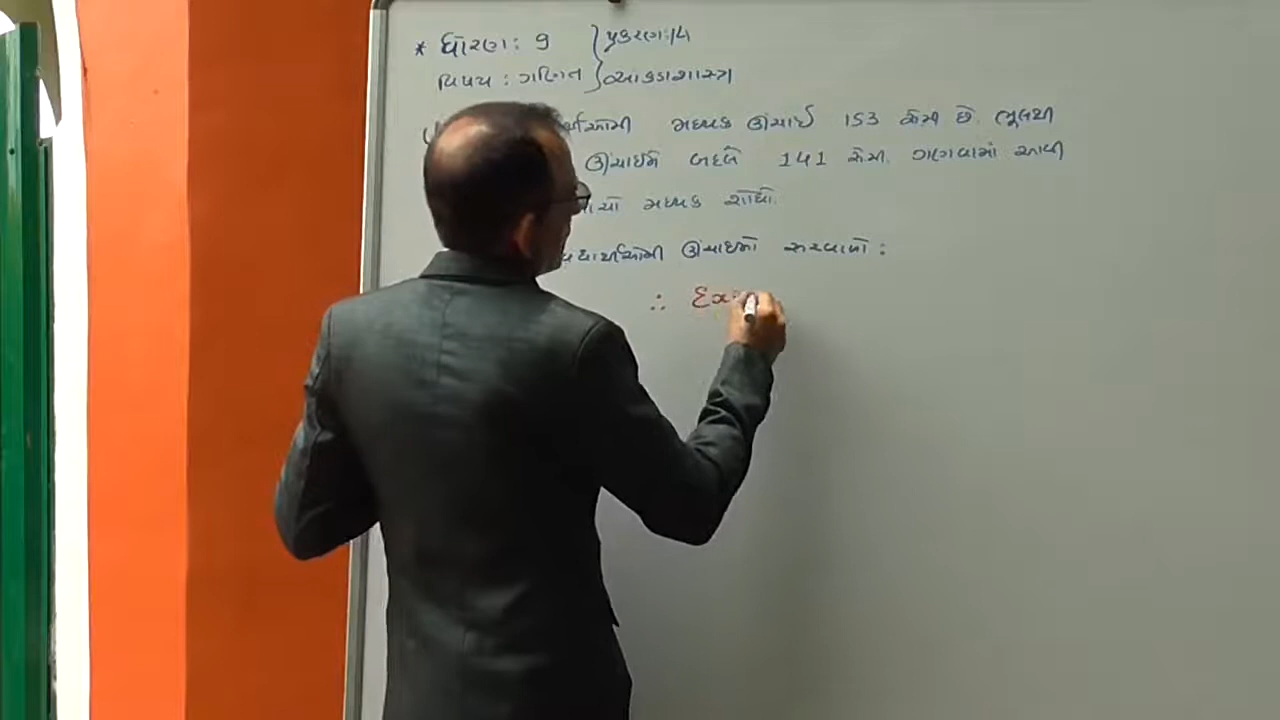 * ધોરણ : 9 } પ્રકરણ : 14
વિષય : ગણિત } આંકડાશાસ્ત્ર
મધ્યક ઊંચાઈ 153 સેમી છે. ભૂલથી
ઊંચાઈને બદલે 141 સેમી ગણવામાં આવી
મધ્યક શોધો.
ઊંચાઈનો સરવાળો :
∴ Σx